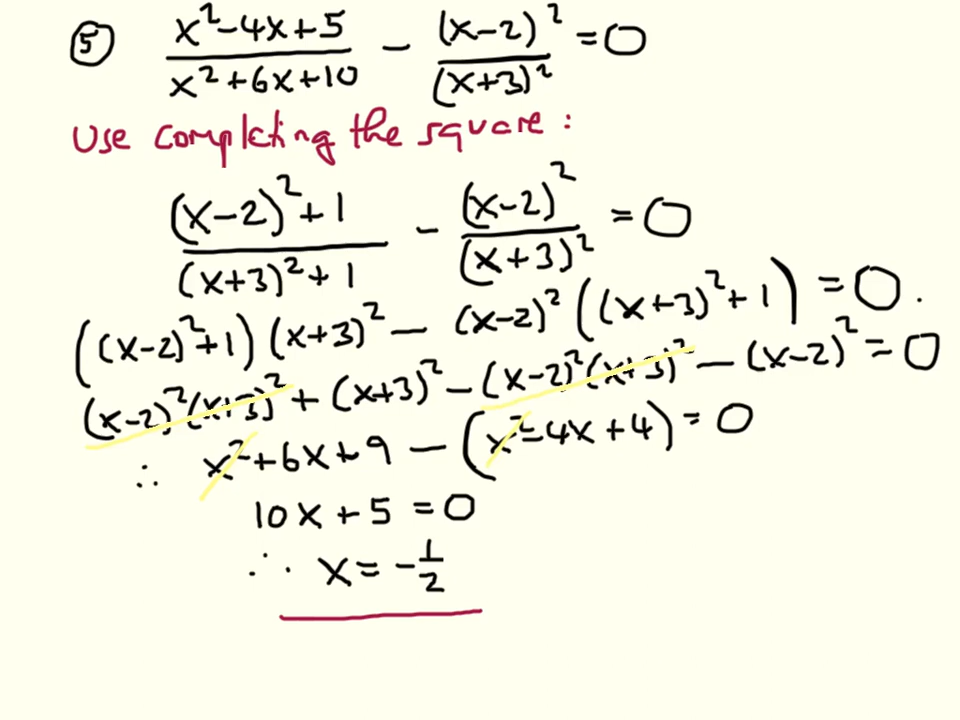 ⑤ (x²-4x+5)/(x²+6x+10) - (x-2)²/(x+3)² = 0
Use completing the square:
((x-2)²+1)/((x+3)²+1) - (x-2)²/(x+3)² = 0
((x-2)²+1)(x+3)² - (x-2)²((x+3)²+1) = 0.
(x-2)²(x+3)² + (x+3)² - (x-2)²(x+3)² - (x-2)² = 0
∴ x²+6x+9 - (x²-4x+4) = 0
10x+5 = 0
∴ x = -1/2